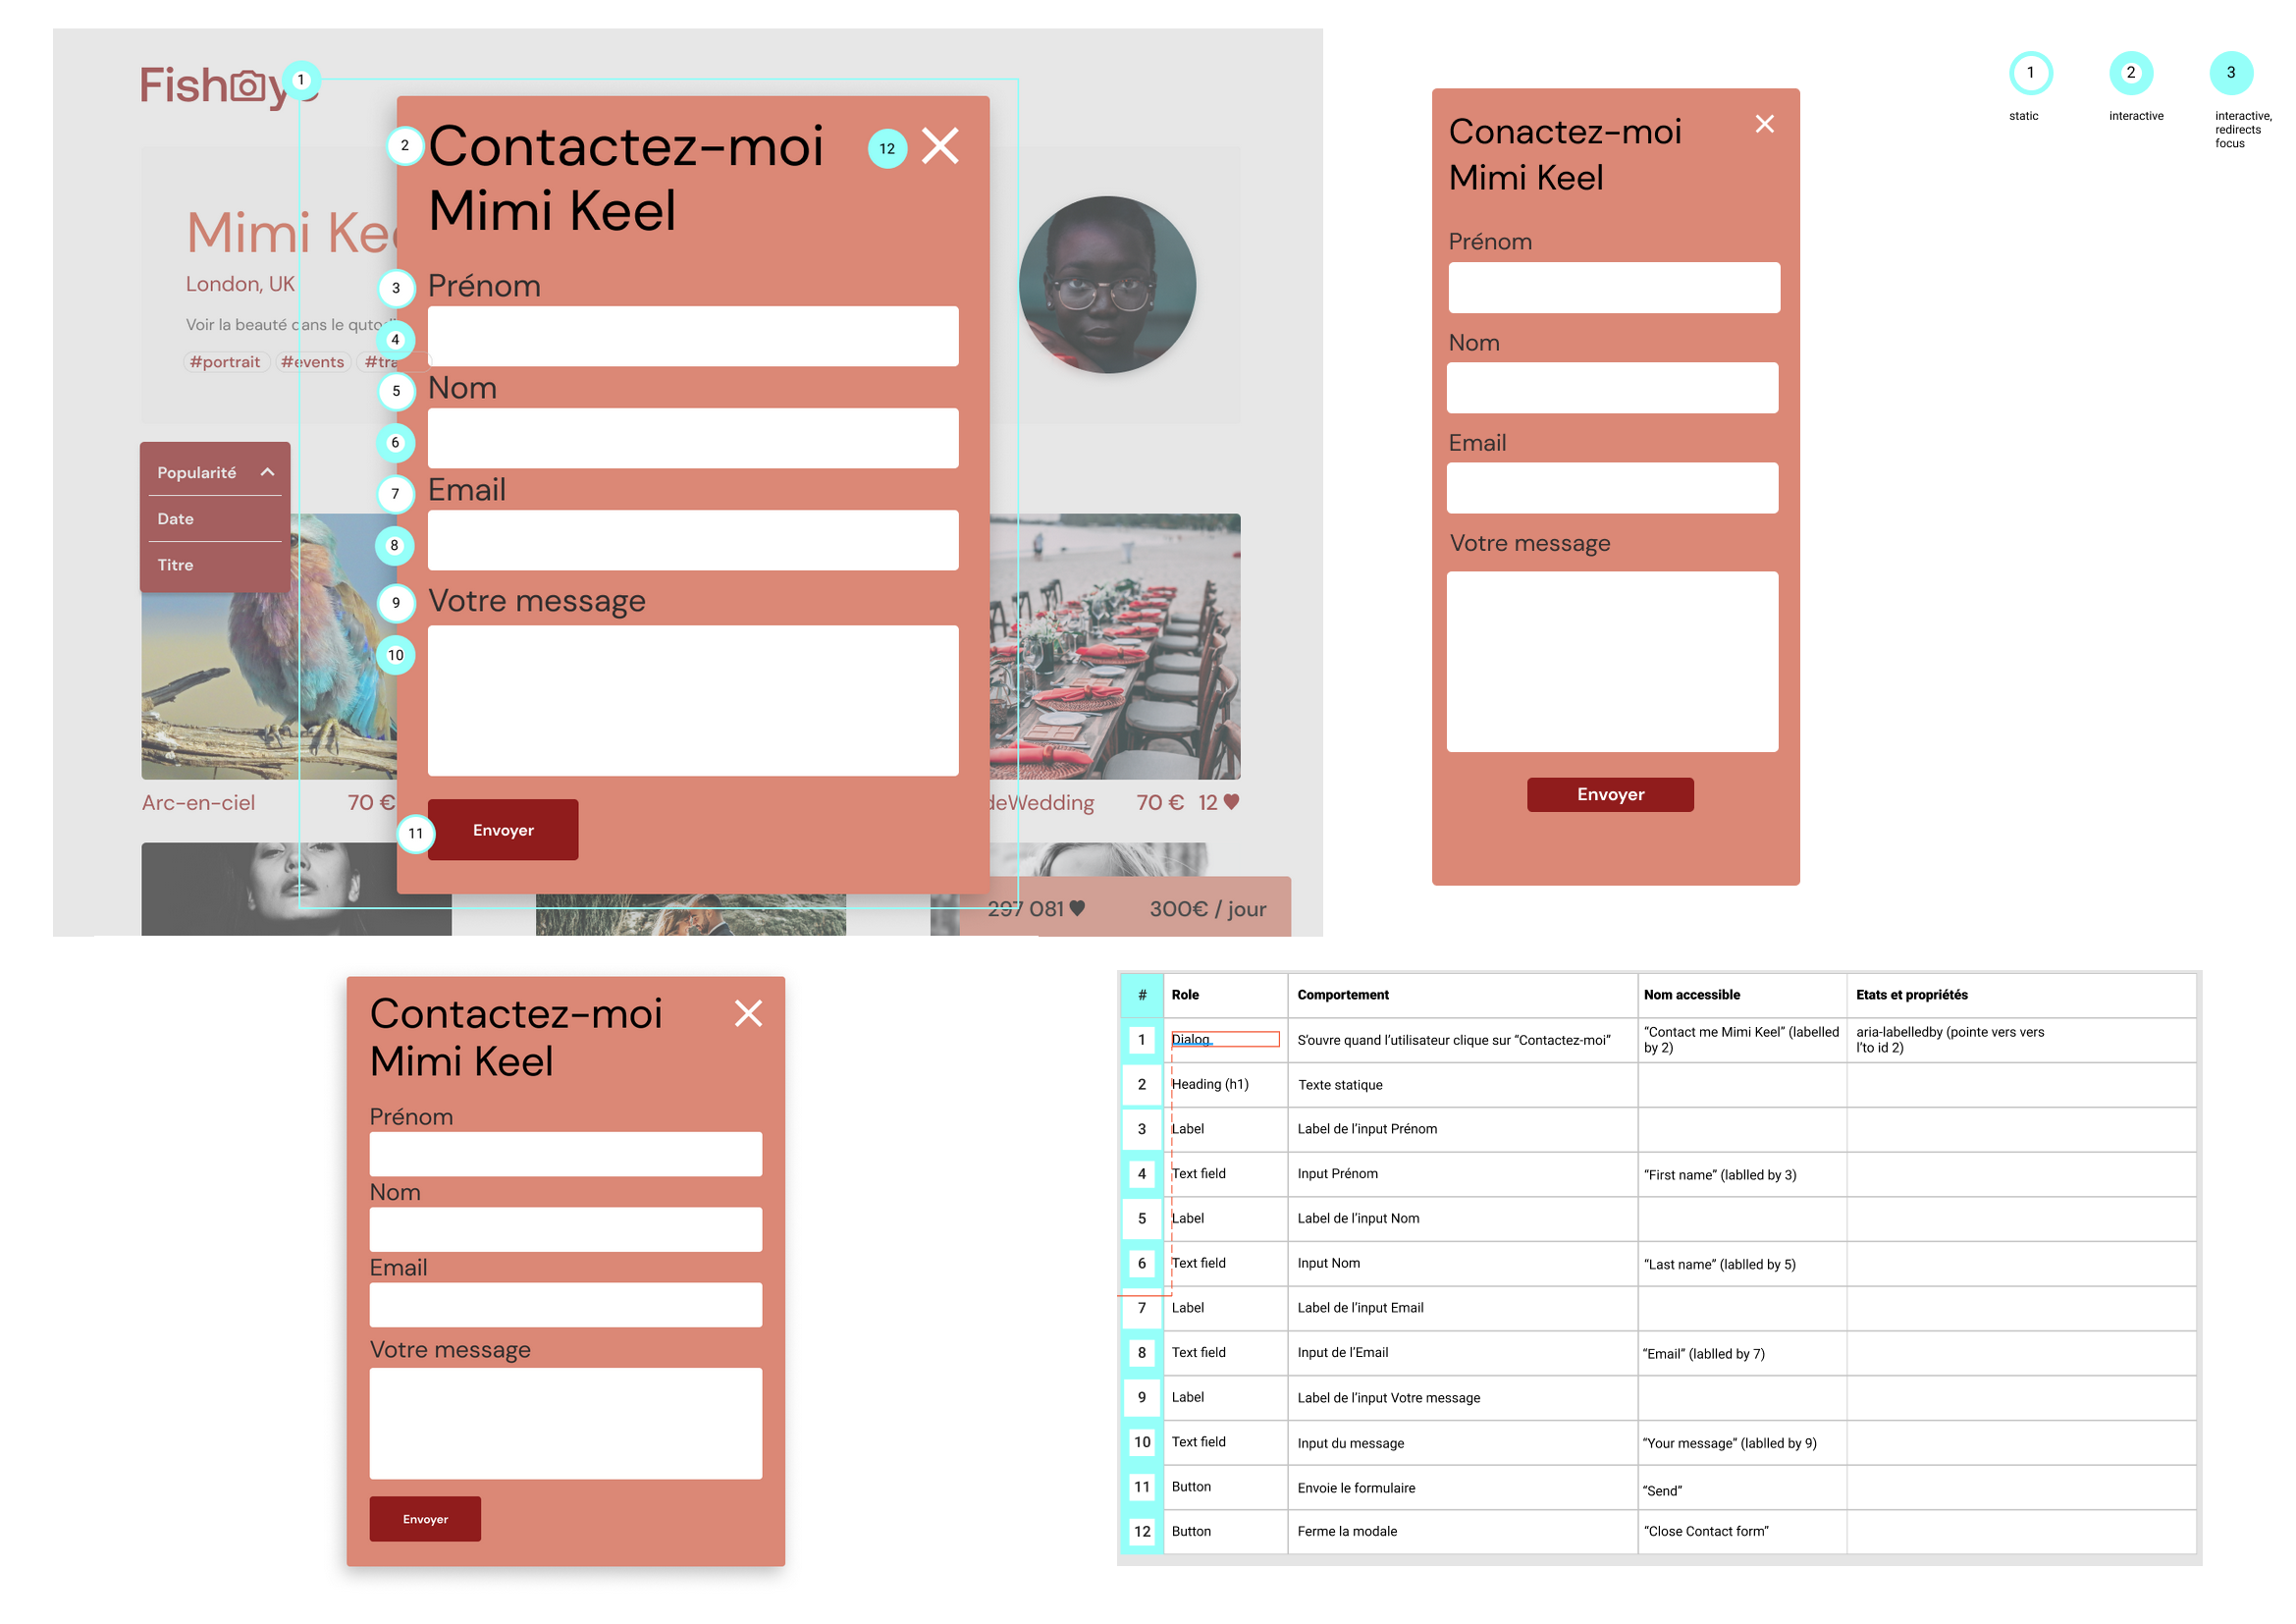 1
2
3
static
interactive
interactive,
redirects
focus
Fish
y
1
Mimi Kee
London, UK
Voir la beauté dans le quto
#portrait
#events
#tra
Popularité
Date
Titre
Arc-en-ciel
70 €
deWedding
70 €
12
297 081
300€ / jour
2
Contactez-moi
Mimi Keel
12
3
Prénom
4
5
Nom
6
7
Email
8
9
Votre message
10
11
Envoyer
Conactez-moi
Mimi Keel
Prénom
Nom
Email
Votre message
Envoyer
Contactez-moi
Mimi Keel
Prénom
Nom
Email
Votre message
Envoyer
# Role Comportement Nom accessible Etats et propriétés
1 Dialog S’ouvre quand l’utilisateur clique sur “Contactez-moi” “Contact me Mimi Keel” (labelled by 2) aria-labelledby (pointe vers vers l’to id 2)
2 Heading (h1) Texte statique
3 Label Label de l’input Prénom
4 Text field Input Prénom “First name” (lablled by 3)
5 Label Label de l’input Nom
6 Text field Input Nom “Last name” (lablled by 5)
7 Label Label de l’input Email
8 Text field Input de l’Email “Email” (lablled by 7)
9 Label Label de l’input Votre message
10 Text field Input du message “Your message” (lablled by 9)
11 Button Envoie le formulaire “Send”
12 Button Ferme la modale “Close Contact form”